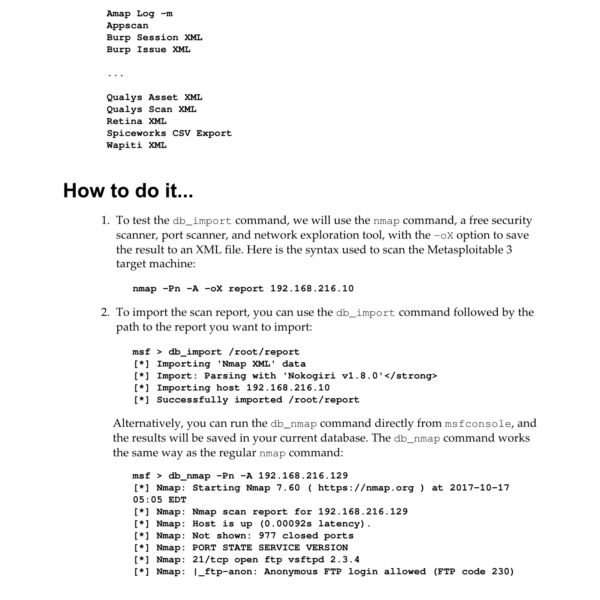 Amap Log -m
Appscan
Burp Session XML
Burp Issue XML
...
Qualys Asset XML
Qualys Scan XML
Retina XML
Spiceworks CSV Export
Wapiti XML
How to do it...
1. To test the db_import command, we will use the nmap command, a free security
scanner, port scanner, and network exploration tool, with the -oX option to save
the result to an XML file. Here is the syntax used to scan the Metasploitable 3
target machine:
nmap -Pn -A -oX report 192.168.216.10
2. To import the scan report, you can use the db_import command followed by the
path to the report you want to import:
msf > db_import /root/report
[*] Importing 'Nmap XML' data
[*] Import: Parsing with 'Nokogiri v1.8.0'</strong>
[*] Importing host 192.168.216.10
[*] Successfully imported /root/report
Alternatively, you can run the db_nmap command directly from msfconsole, and
the results will be saved in your current database. The db_nmap command works
the same way as the regular nmap command:
msf > db_nmap -Pn -A 192.168.216.129
[*] Nmap: Starting Nmap 7.60 ( https://nmap.org ) at 2017-10-17
05:05 EDT
[*] Nmap: Nmap scan report for 192.168.216.129
[*] Nmap: Host is up (0.00092s latency).
[*] Nmap: Not shown: 977 closed ports
[*] Nmap: PORT STATE SERVICE VERSION
[*] Nmap: 21/tcp open ftp vsftpd 2.3.4
[*] Nmap: |_ftp-anon: Anonymous FTP login allowed (FTP code 230)